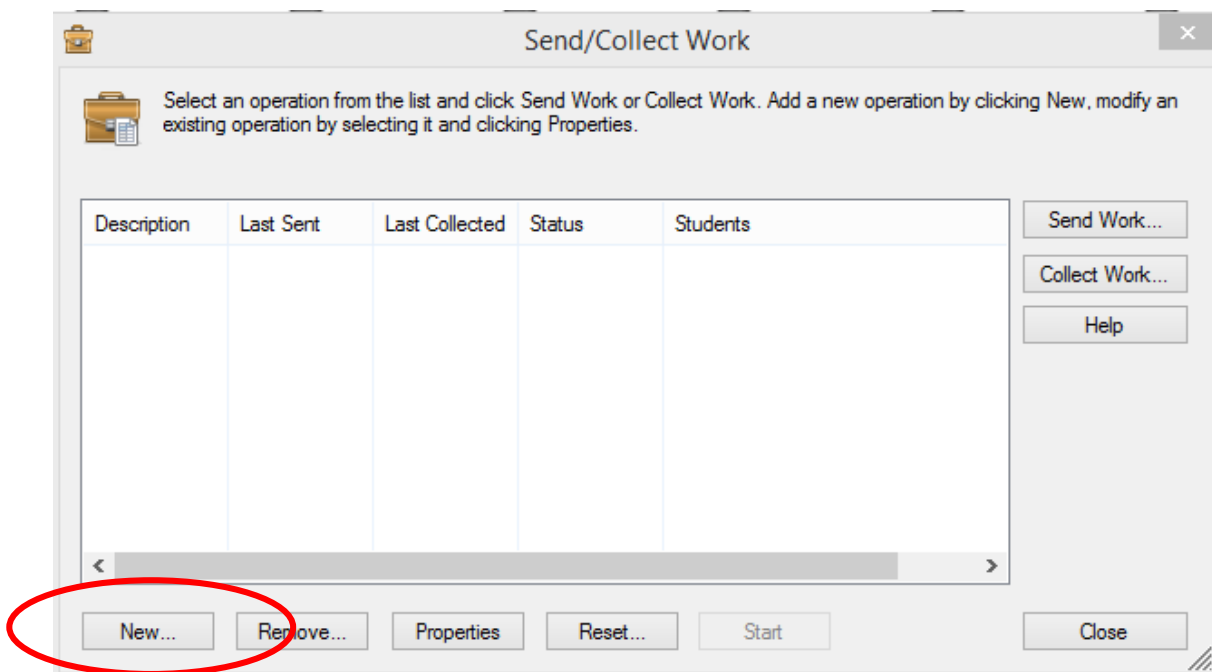 Send/Collect Work
Select an operation from the list and click Send Work or Collect Work. Add a new operation by clicking New, modify an
existing operation by selecting it and clicking Properties.
Description Last Sent Last Collected Status Students
Send Work...
Collect Work...
Help
New... Remove... Properties Reset... Start Close